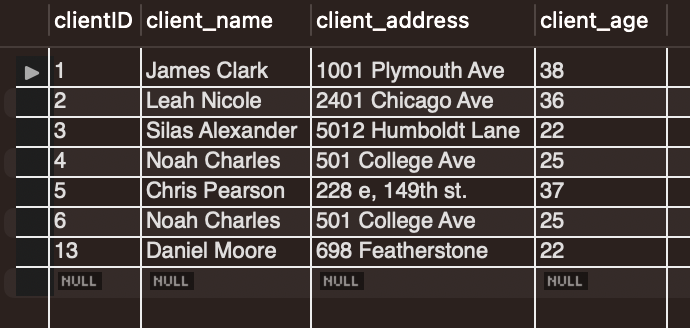 clientID client_name client_address client_age
1 James Clark 1001 Plymouth Ave 38
2 Leah Nicole 2401 Chicago Ave 36
3 Silas Alexander 5012 Humboldt Lane 22
4 Noah Charles 501 College Ave 25
5 Chris Pearson 228 e, 149th st. 37
6 Noah Charles 501 College Ave 25
13 Daniel Moore 698 Featherstone 22
NULL NULL NULL NULL